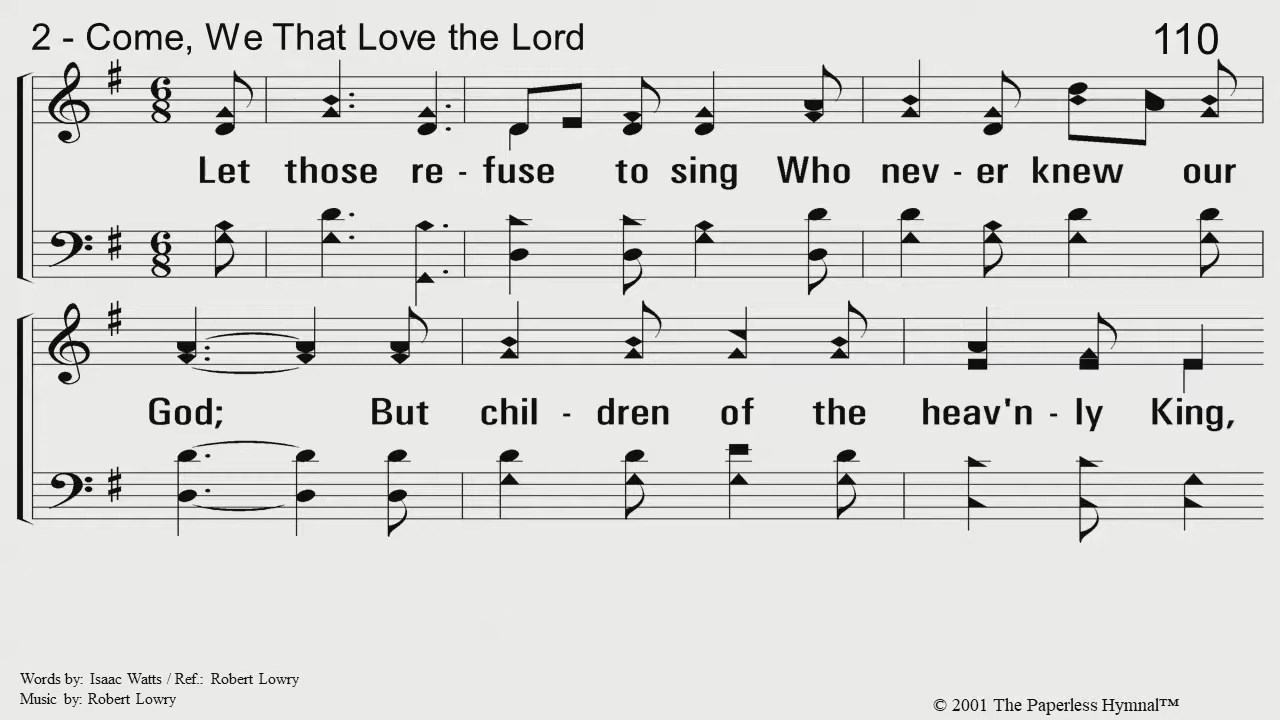 2 - Come, We That Love the Lord
110
Let those re - fuse to sing Who nev - er knew our
God; But chil - dren of the heav'n - ly King,
Words by: Isaac Watts / Ref.: Robert Lowry
Music by: Robert Lowry
© 2001 The Paperless Hymnal™